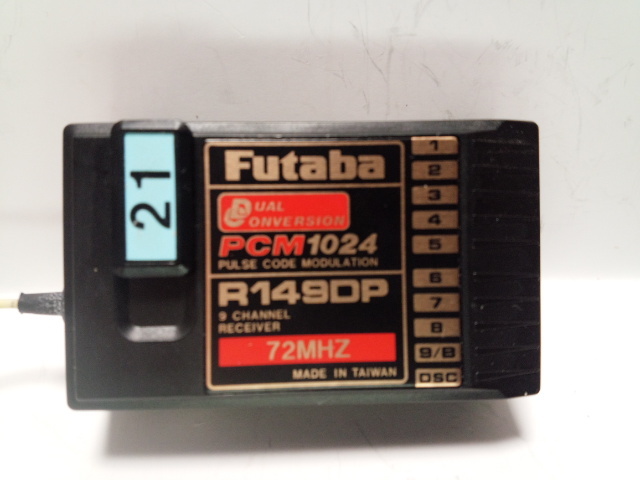 21
Futaba
DUAL
CONVERSION
PCM1024
PULSE CODE MODULATION
R149DP
9 CHANNEL
RECEIVER
72MHZ
MADE IN TAIWAN
1
2
3
4
5
6
7
8
9/B
DSC